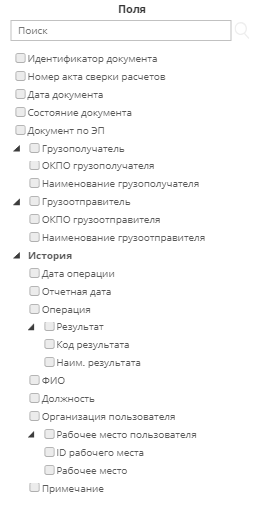 Поля
Поиск
Идентификатор документа
Номер акта сверки расчетов
Дата документа
Состояние документа
Документ по ЭП
Грузополучатель
ОКПО грузополучателя
Наименование грузополучателя
Грузоотправитель
ОКПО грузоотправителя
Наименование грузоотправителя
История
Дата операции
Отчетная дата
Операция
Результат
Код результата
Наим. результата
ФИО
Должность
Организация пользователя
Рабочее место пользователя
ID рабочего места
Рабочее место
Примечание